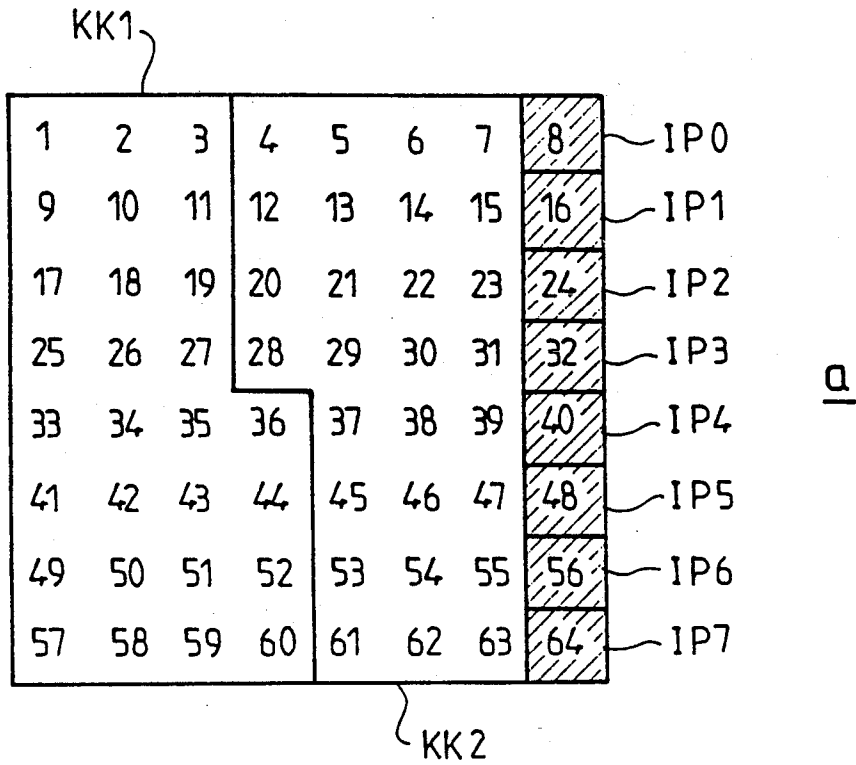 KK1
1 2 3 4 5 6 7 8 IP0
9 10 11 12 13 14 15 16 IP1
17 18 19 20 21 22 23 24 IP2
25 26 27 28 29 30 31 32 IP3
33 34 35 36 37 38 39 40 IP4
a
41 42 43 44 45 46 47 48 IP5
49 50 51 52 53 54 55 56 IP6
57 58 59 60 61 62 63 64 IP7
KK2